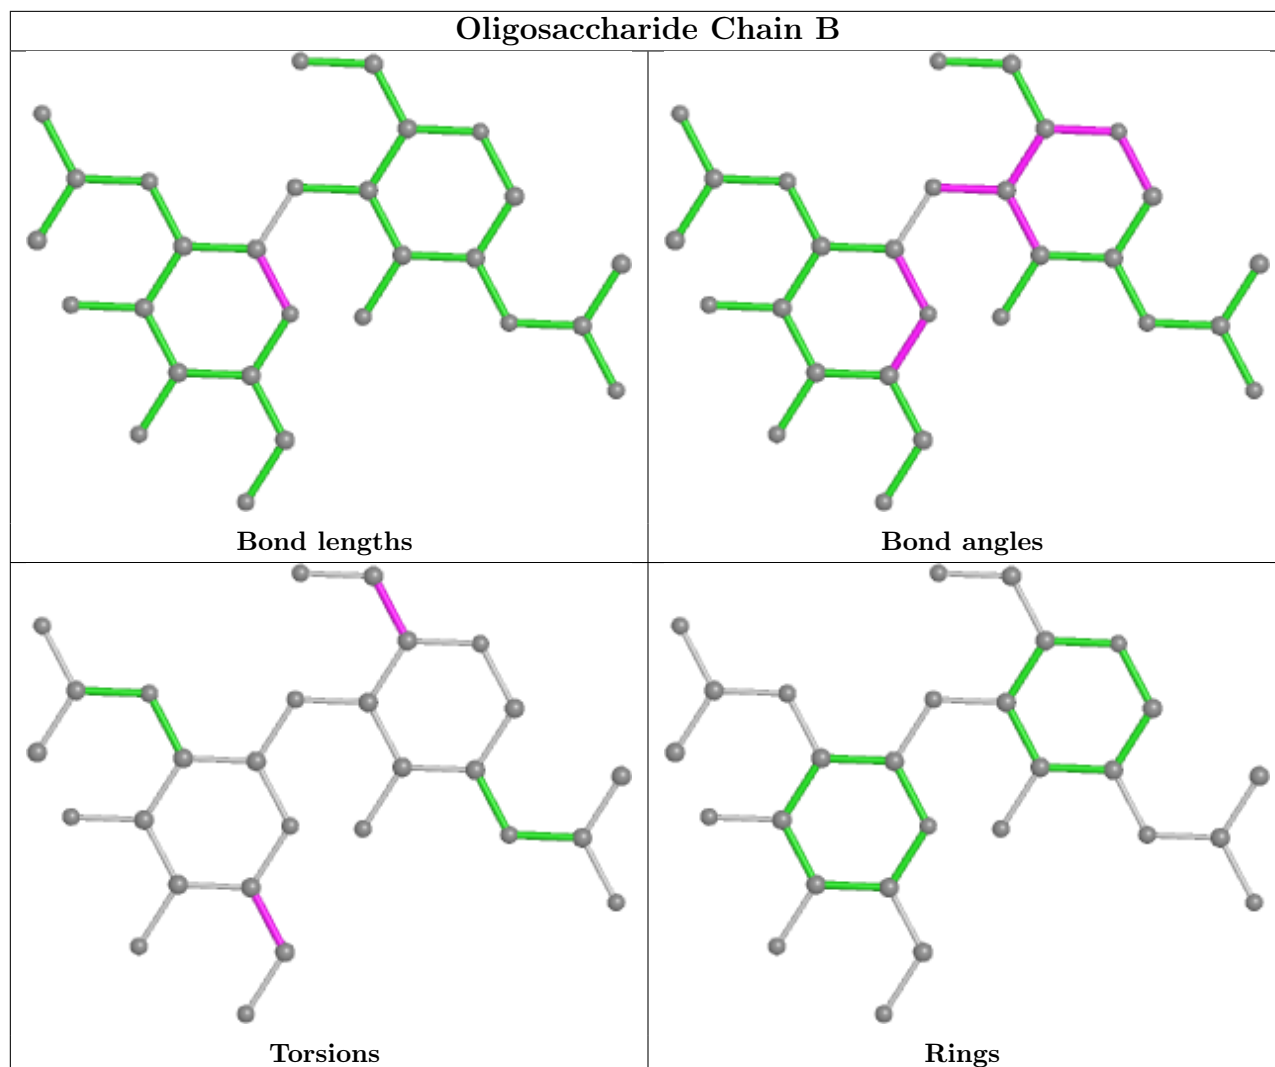 Oligosaccharide Chain B
Bond lengths
Bond angles
Torsions
Rings